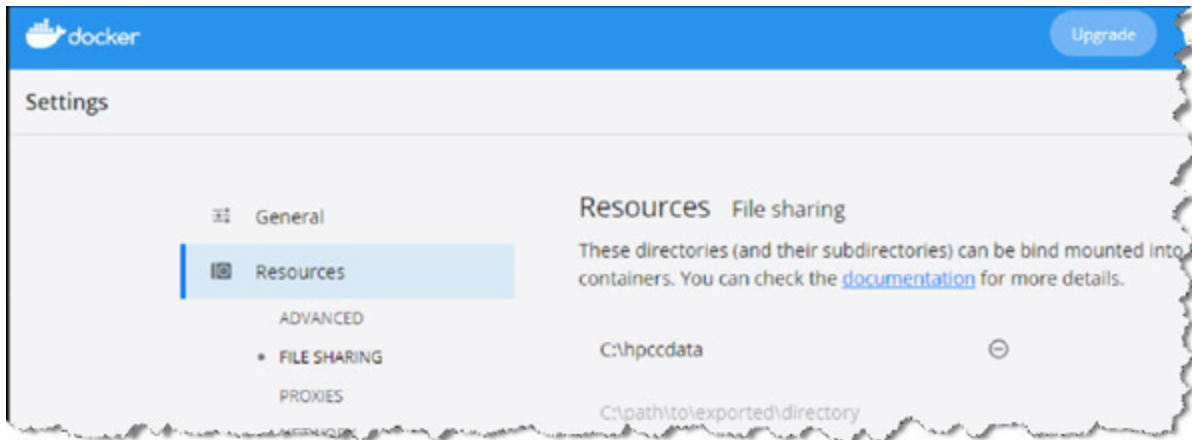 docker
Upgrade
Settings
General
Resources
ADVANCED
FILE SHARING
PROXIES
NETWORK
Resources File sharing
These directories (and their subdirectories) can be bind mounted into
containers. You can check the documentation for more details.
C:\hpccdata
C:\path\to\exported\directory